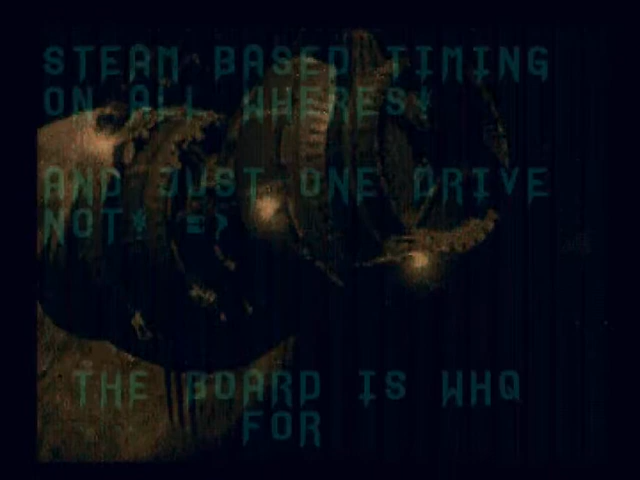 STEAM BASED TIMING
ON ALL WHERES!
AND JUST ONE DRIVE
NOT! =>
THE BOARD IS WHQ
FOR